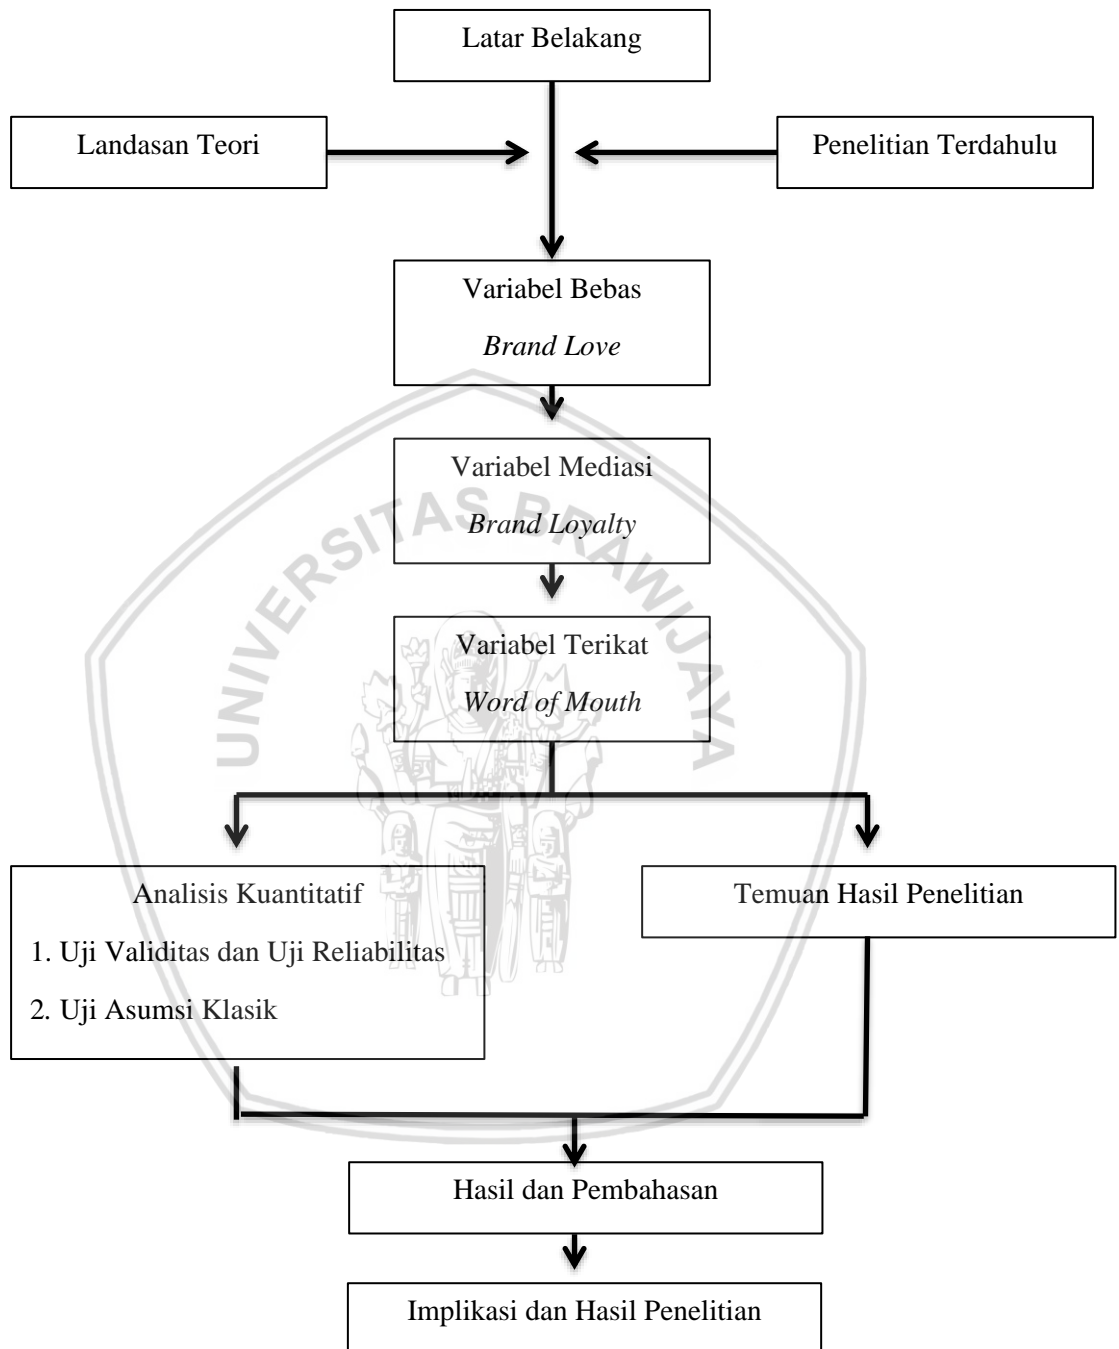 Latar Belakang
Landasan Teori
Penelitian Terdahulu
Variabel Bebas
Brand Love
Variabel Mediasi
Brand Loyalty
Variabel Terikat
Word of Mouth
UNIVERSITAS BRAWIJAYA
Analisis Kuantitatif
1. Uji Validitas dan Uji Reliabilitas
2. Uji Asumsi Klasik
Temuan Hasil Penelitian
Hasil dan Pembahasan
Implikasi dan Hasil Penelitian